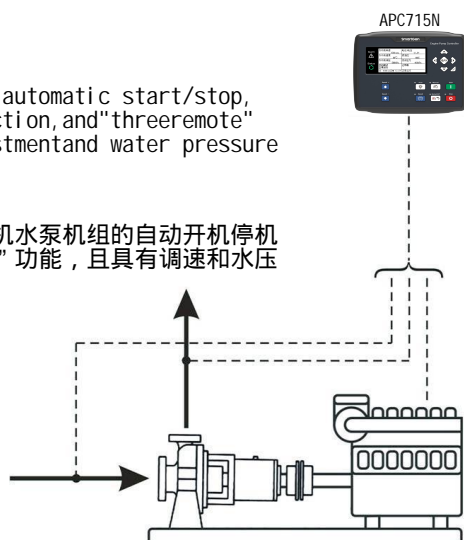 APC715N
Smartgen
automatic start/stop,
ction,and"threeremote"
stmentand water pressure
机水泵机组的自动开机停机
”功能，且具有调速和水压